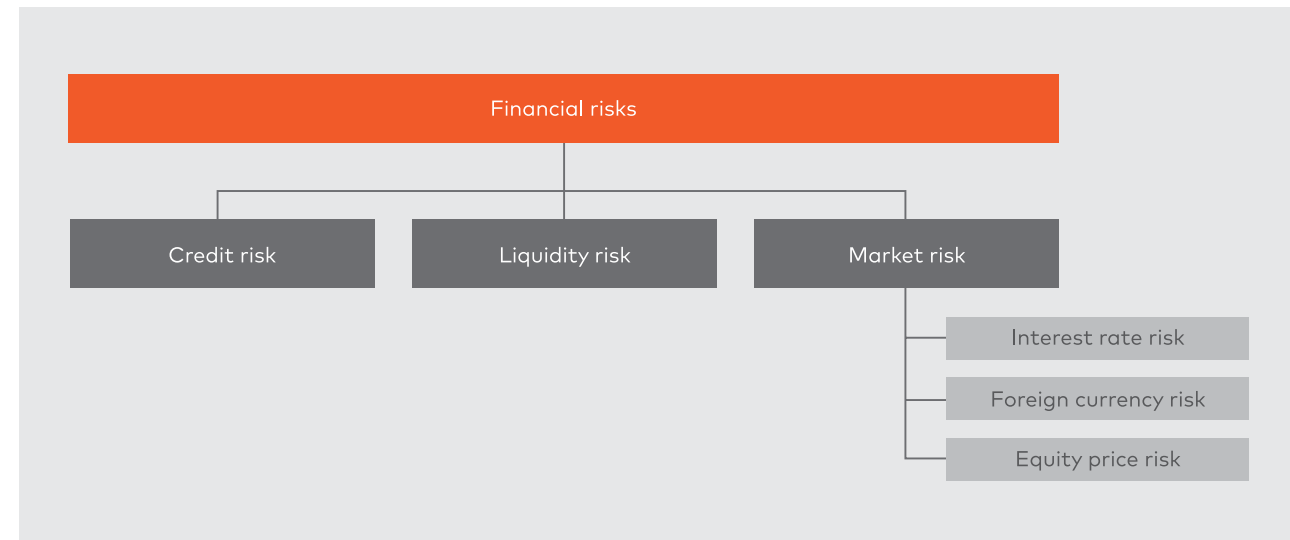 Financial risks
Credit risk
Liquidity risk
Market risk
Interest rate risk
Foreign currency risk
Equity price risk